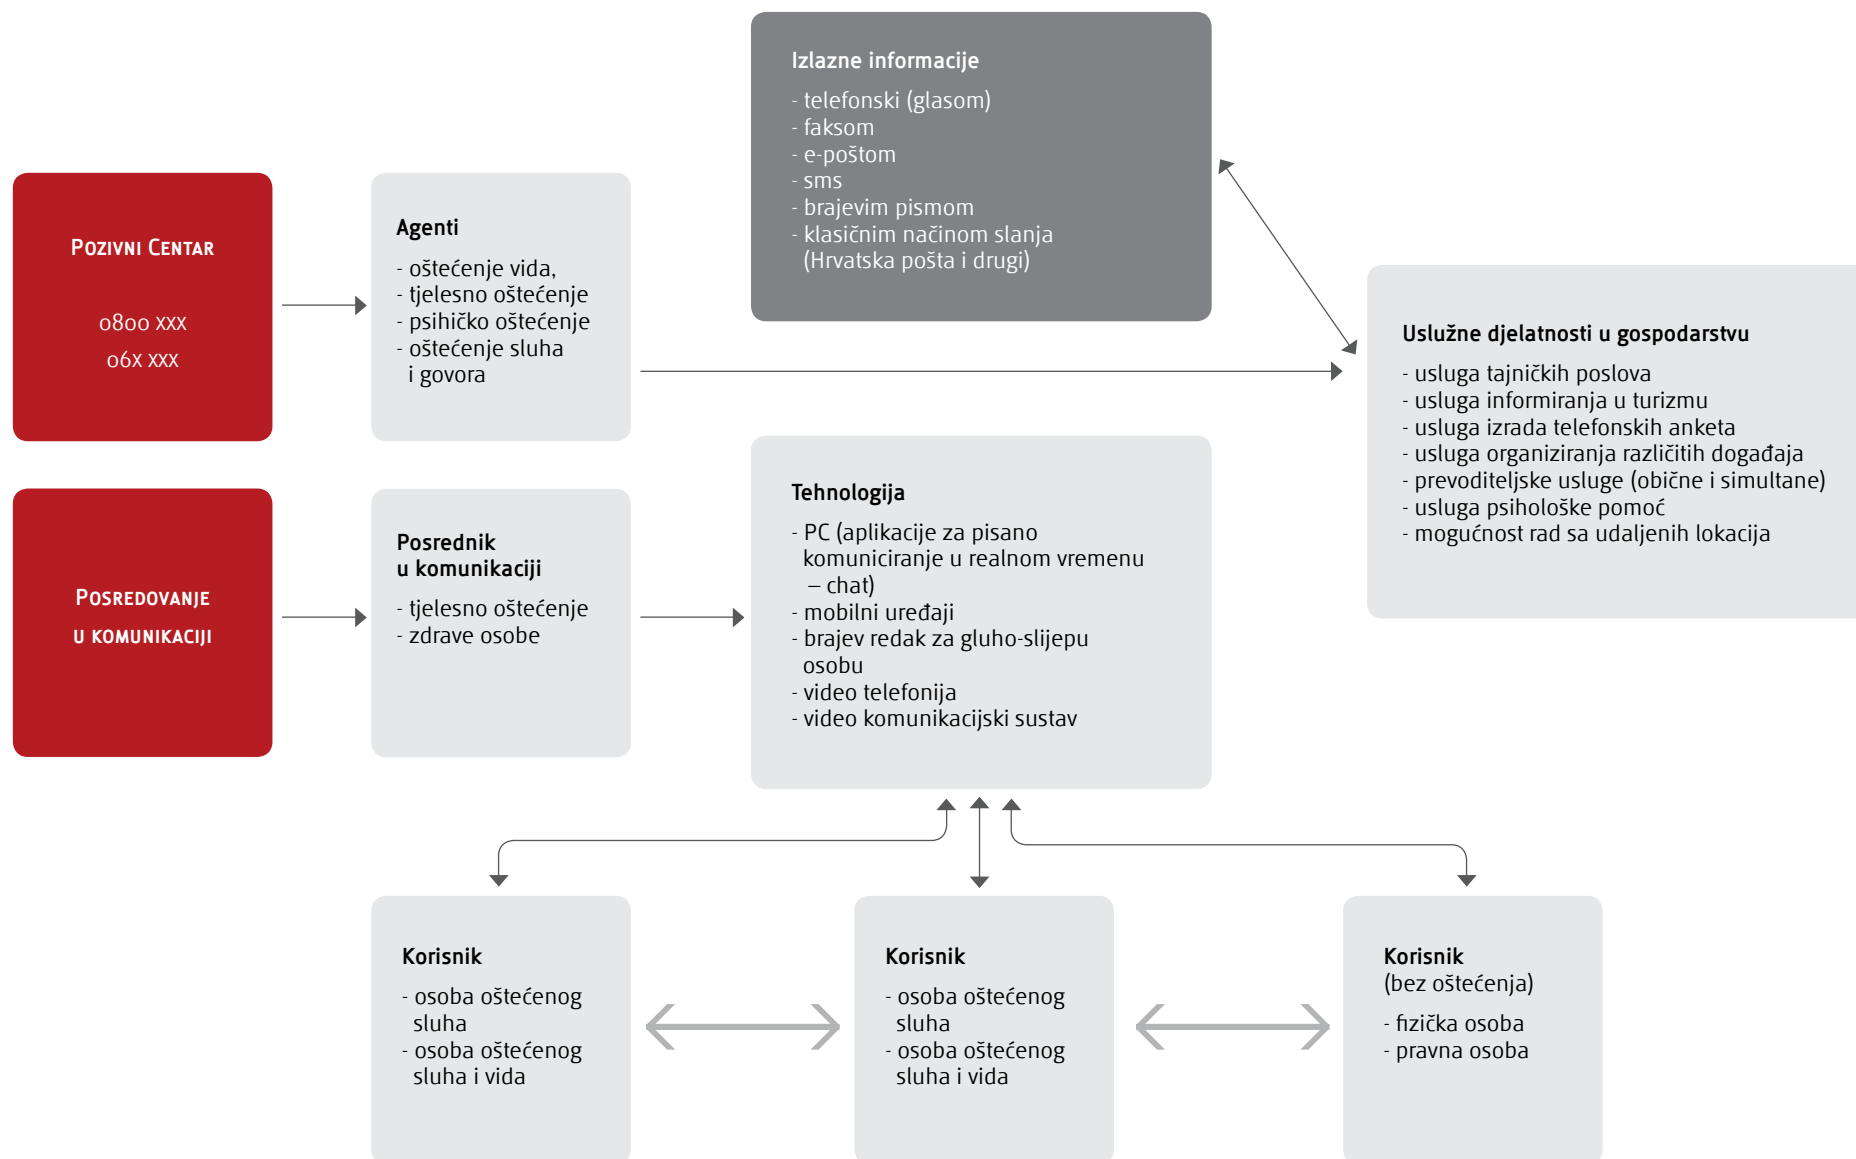 Izlazne informacije
- telefonski (glasom)
- faksom
- e-poštom
- sms
- brajevim pismom
- klasičnim načinom slanja
(Hrvatska pošta i drugi)
Pozivni Centar
0800 xxx
06x xxx
Agenti
- oštećenje vida,
- tjelesno oštećenje
- psihičko oštećenje
- oštećenje sluha
i govora
Uslužne djelatnosti u gospodarstvu
- usluga tajničkih poslova
- usluga informiranja u turizmu
- usluga izrada telefonskih anketa
- usluga organiziranja različitih događaja
- prevoditeljske usluge (obične i simultane)
- usluga psihološke pomoć
- mogućnost rad sa udaljenih lokacija
Posredovanje
u komunikaciji
Posrednik
u komunikaciji
- tjelesno oštećenje
- zdrave osobe
Tehnologija
- PC (aplikacije za pisano
komuniciranje u realnom vremenu
– chat)
- mobilni uređaji
- brajev redak za gluho-slijepu
osobu
- video telefonija
- video komunikacijski sustav
Korisnik
- osoba oštećenog
sluha
- osoba oštećenog
sluha i vida
Korisnik
- osoba oštećenog
sluha
- osoba oštećenog
sluha i vida
Korisnik
(bez oštećenja)
- fizička osoba
- pravna osoba